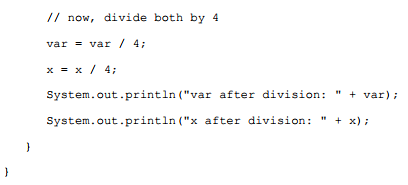 // now, divide both by 4
var = var / 4;
x = x / 4;
System.out.println("var after division: " + var);
System.out.println("x after division: " + x);
}
}